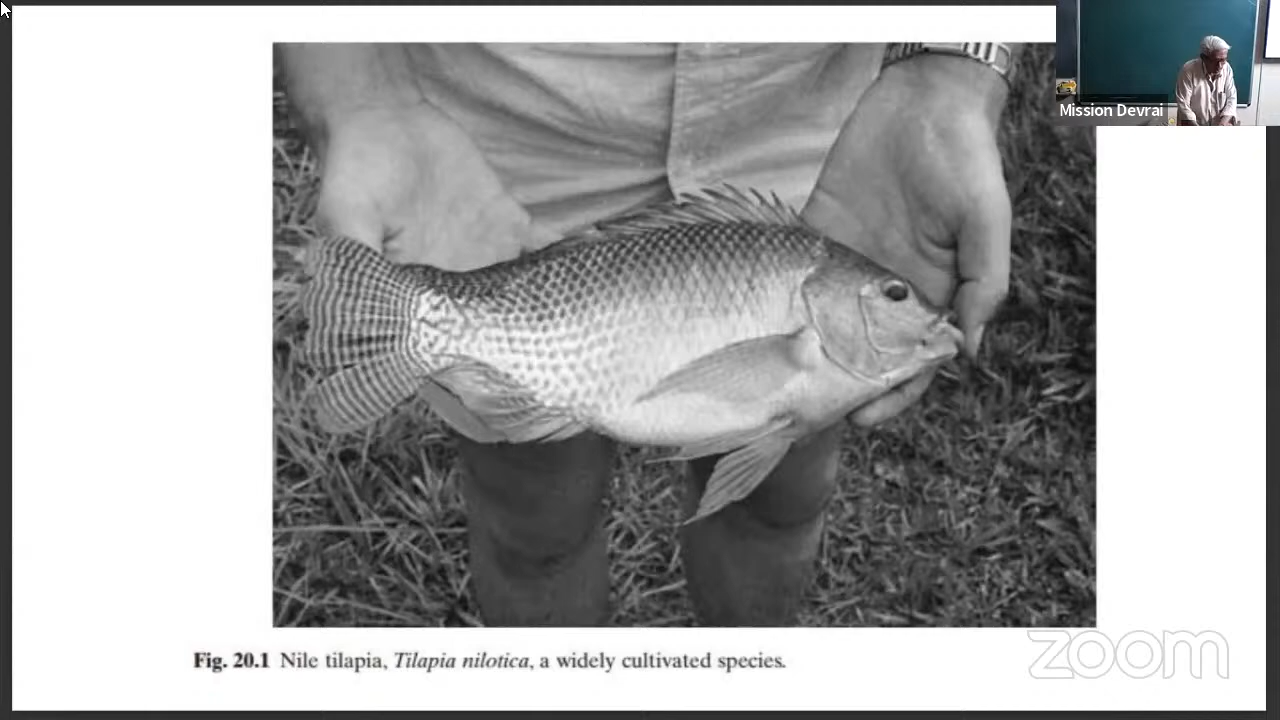 Mission Devrai
Fig. 20.1 Nile tilapia, Tilapia nilotica, a widely cultivated species.
zoom